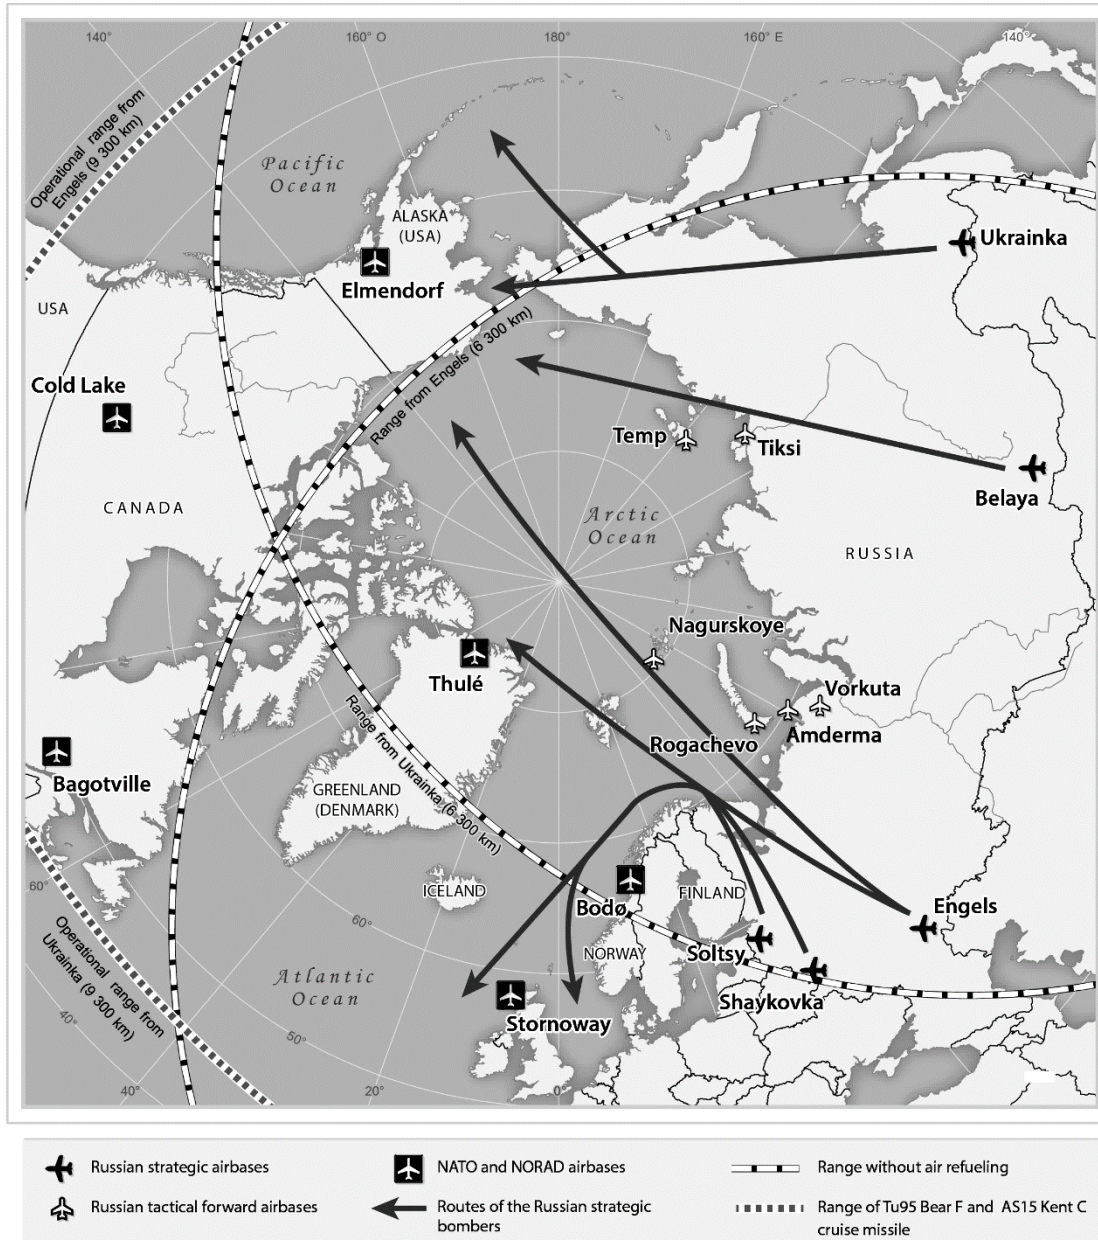 140°
160° O
180°
160° E
140°
Operational range from
Engels (9 300 km)
Pacific
Ocean
ALASKA
(USA)
Ukrainka
Elmendorf
USA
Range from Engels (6 300 km)
Cold Lake
Temp
Tiksi
Belaya
CANADA
Arctic
Ocean
RUSSIA
Nagurskoye
Thulé
Vorkuta
Rogachevo
Amderma
Range from Ukrainka (6 300 km)
Bagotville
GREENLAND
(DENMARK)
60°
ICELAND
Bodø
FINLAND
Engels
60°
Operational range from
Ukrainka (9 300 km)
NORWAY
Soltsy
Atlantic
Ocean
Shaykovka
Stornoway
40°
50°
40°
20°
0°
Russian strategic airbases
NATO and NORAD airbases
Range without air refueling
Russian tactical forward airbases
Routes of the Russian strategic
bombers
Range of Tu95 Bear F and AS15 Kent C
cruise missile